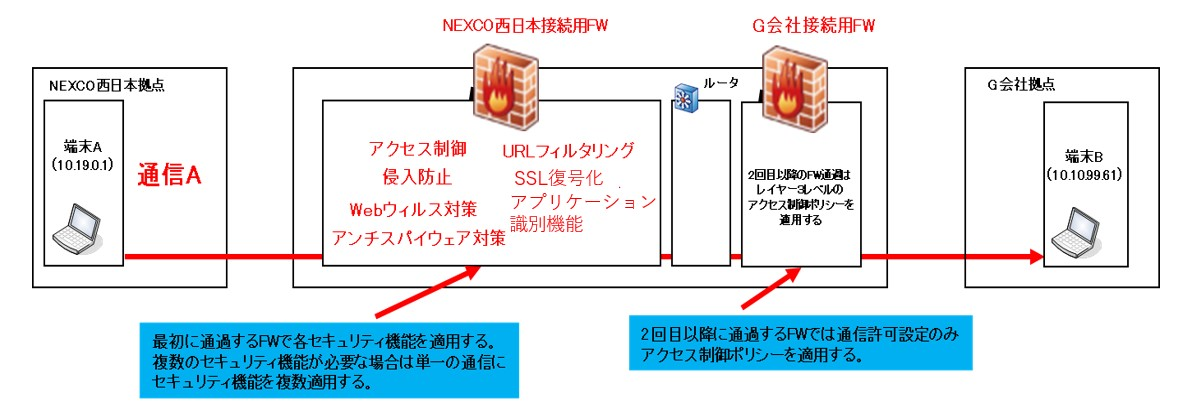 NEXCO西日本接続用FW
G会社接続用FW
NEXCO西日本拠点
ルータ
G会社拠点
端末A
(10.19.0.1)
通信A
アクセス制御
侵入防止
Webウィルス対策
アンチスパイウェア対策
URLフィルタリング
SSL復号化
アプリケーション
識別機能
2回目以降のFW通過は
レイヤー3レベルの
アクセス制御ポリシーを
適用する
端末B
(10.10.99.61)
最初に通過するFWで各セキュリティ機能を適用する。
複数のセキュリティ機能が必要な場合は単一の通信に
セキュリティ機能を複数適用する。
2回目以降に通過するFWでは通信許可設定のみ
アクセス制御ポリシーを適用する。